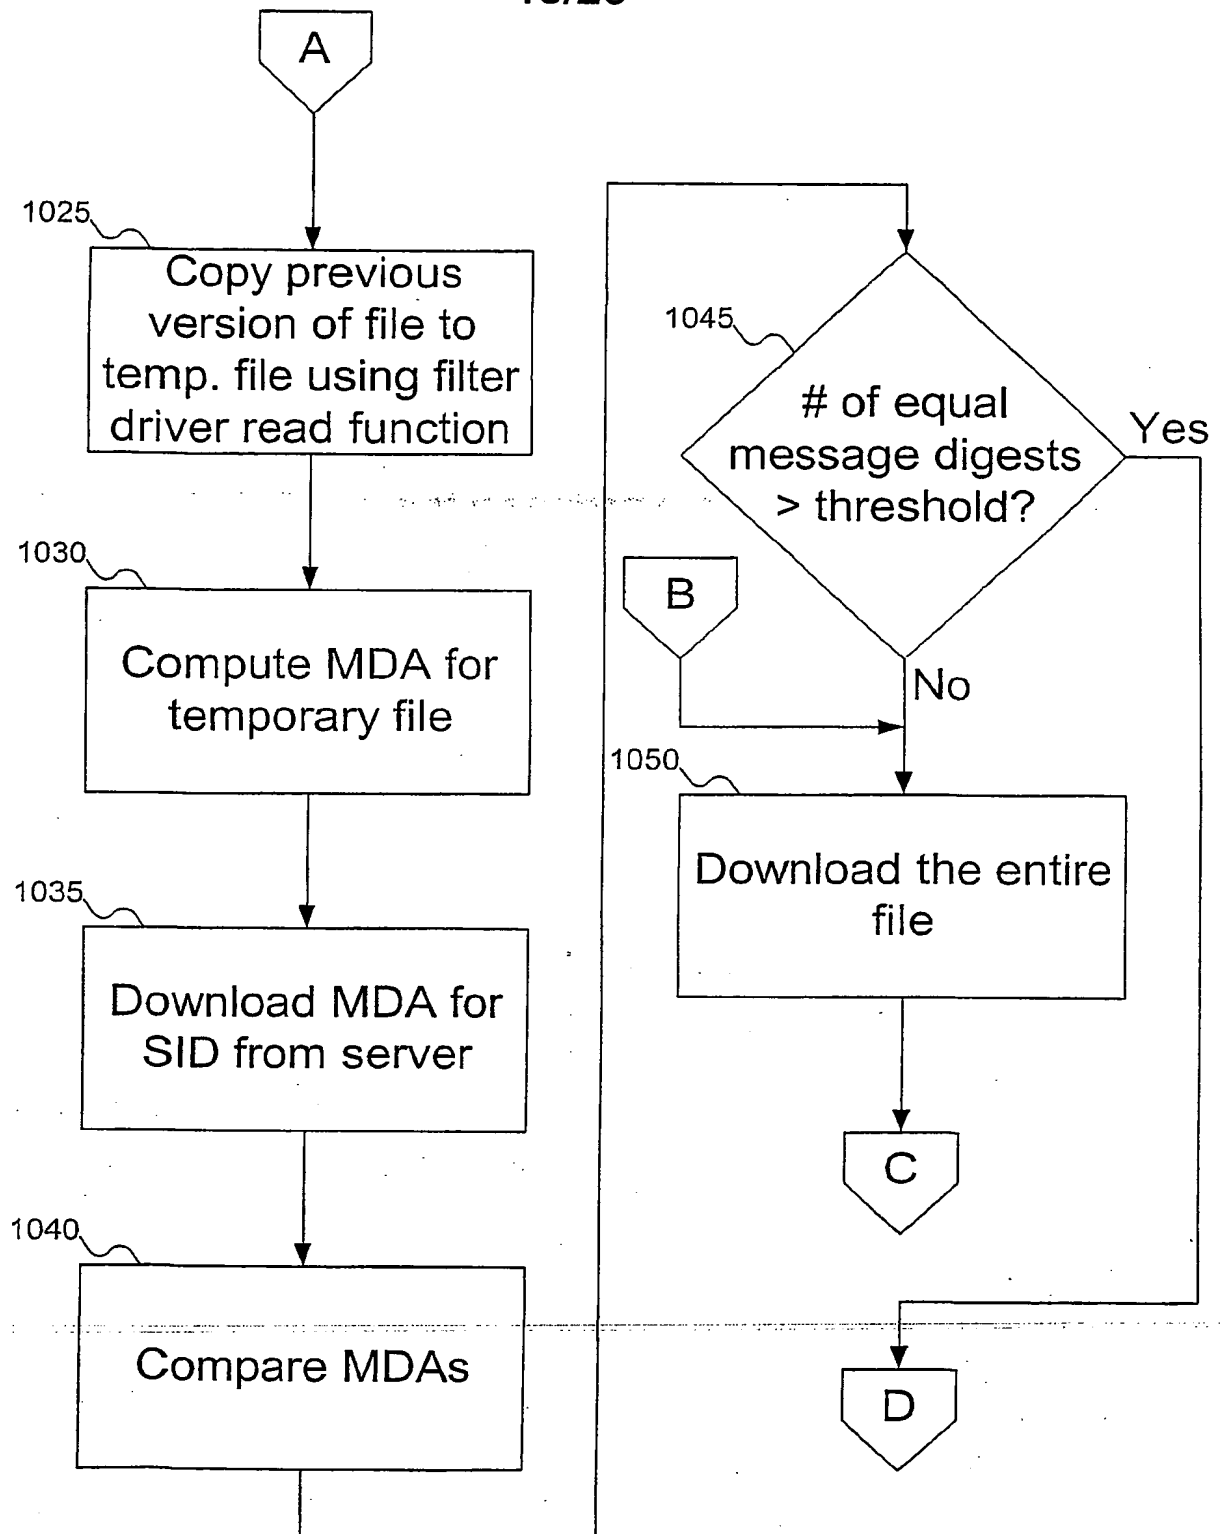 A
1025
Copy previous
version of file to
temp. file using filter
driver read function
1030
Compute MDA for
temporary file
1035
Download MDA for
SID from server
1040
Compare MDAs
1045
# of equal
message digests
> threshold?
Yes
B
No
1050
Download the entire
file
C
D